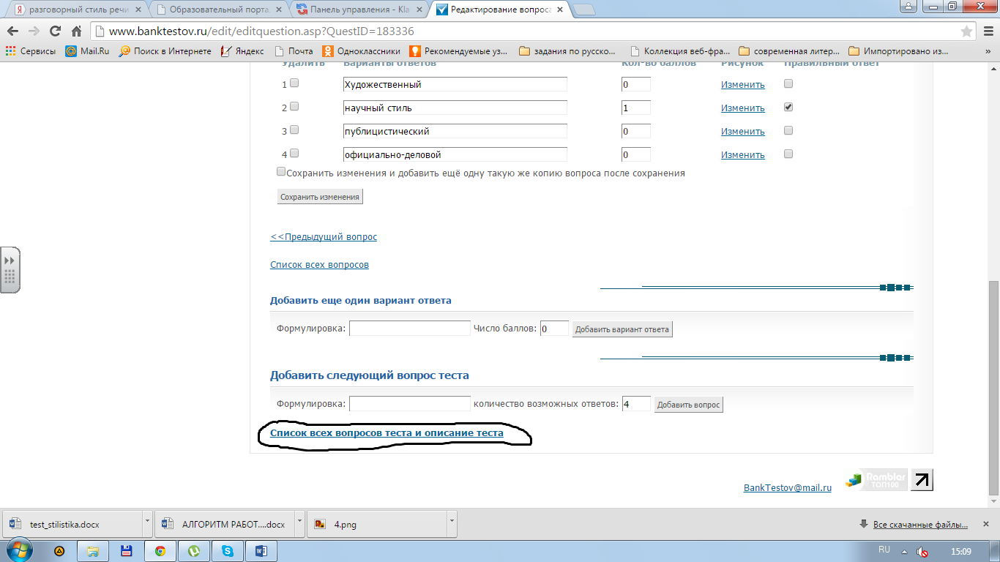 разговорный стиль речи
Образовательный порта
Панель управления - Kla
Редактирование вопроса
www.banktestov.ru/edit/editquestion.asp?QuestID=183336
Сервисы Mail.Ru Поиск в Интернете Яндекс Почта Одноклассники Рекомендуемые уз... задания по русско... Коллекция веб-фра... современная литер... Импортировано из... »
Удалить Варианты ответов Кол-во баллов Рисунок Правильный ответ
1 Художественный 0 Изменить
2 научный стиль 1 Изменить
3 публицистический 0 Изменить
4 официально-деловой 0 Изменить
Сохранить изменения и добавить ещё одну такую же копию вопроса после сохранения
Сохранить изменения
<<Предыдущий вопрос
Список всех вопросов
Добавить еще один вариант ответа
Формулировка: Число баллов: 0 Добавить вариант ответа
Добавить следующий вопрос теста
Формулировка: количество возможных ответов: 4 Добавить вопрос
Список всех вопросов теста и описание теста
BankTestov@mail.ru Rambler ТОП100
test_stilistika.docx АЛГОРИТМ РАБОТ....docx 4.png Все скачанные файлы...
RU 15:09